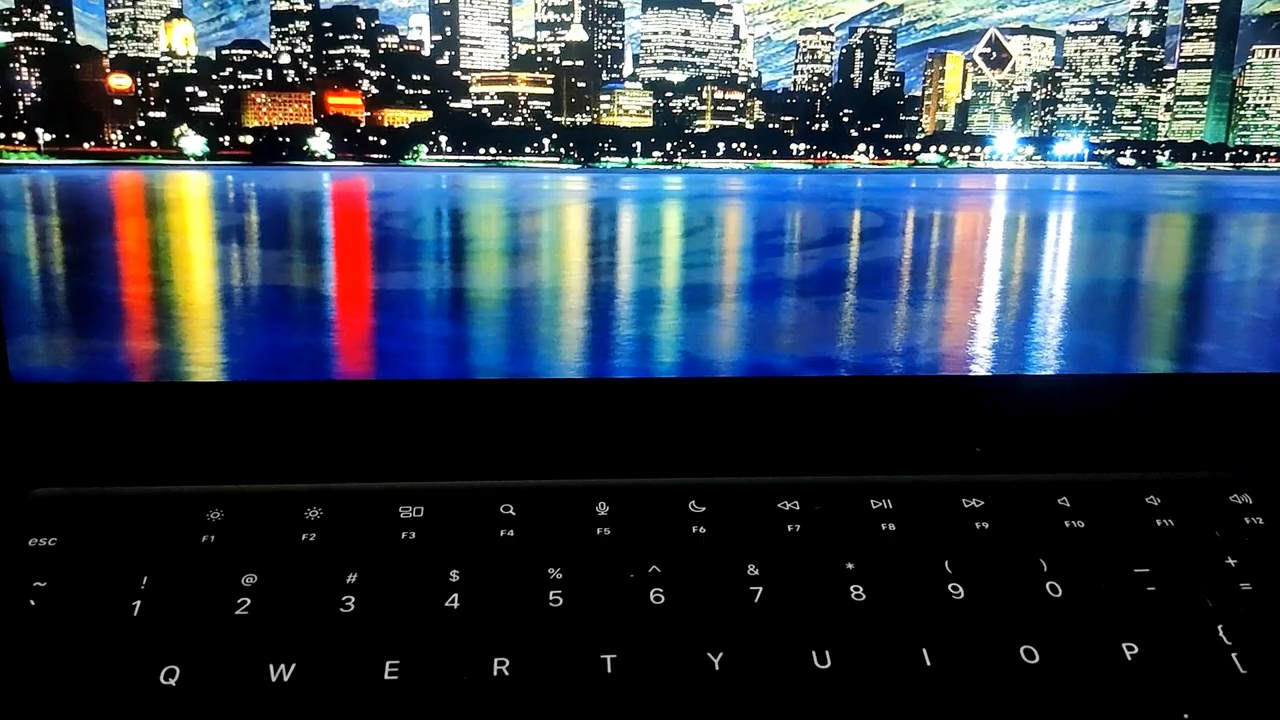 esc F1 F2 F3 F4 F5 F6 F7 F8 F9 F10 F11 F12
~ ! @ # $ % ^ & * ( ) — +
` 1 2 3 4 5 6 7 8 9 0 - =
{
Q W E R T Y U I O P [